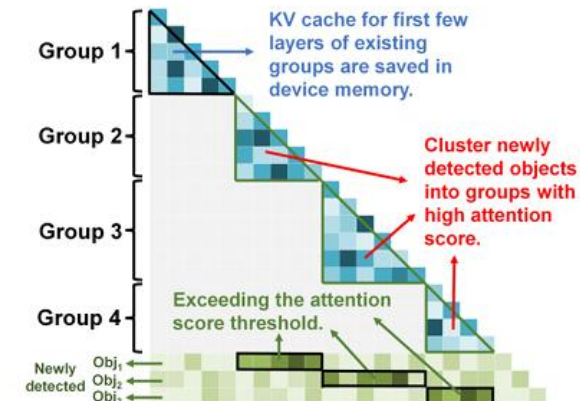 Group 1
KV cache for first few
layers of existing
groups are saved in
device memory.
Group 2
Cluster newly
detected objects
into groups with
high attention
score.
Group 3
Exceeding the attention
score threshold.
Group 4
Newly
detected
Obj₁
Obj₂